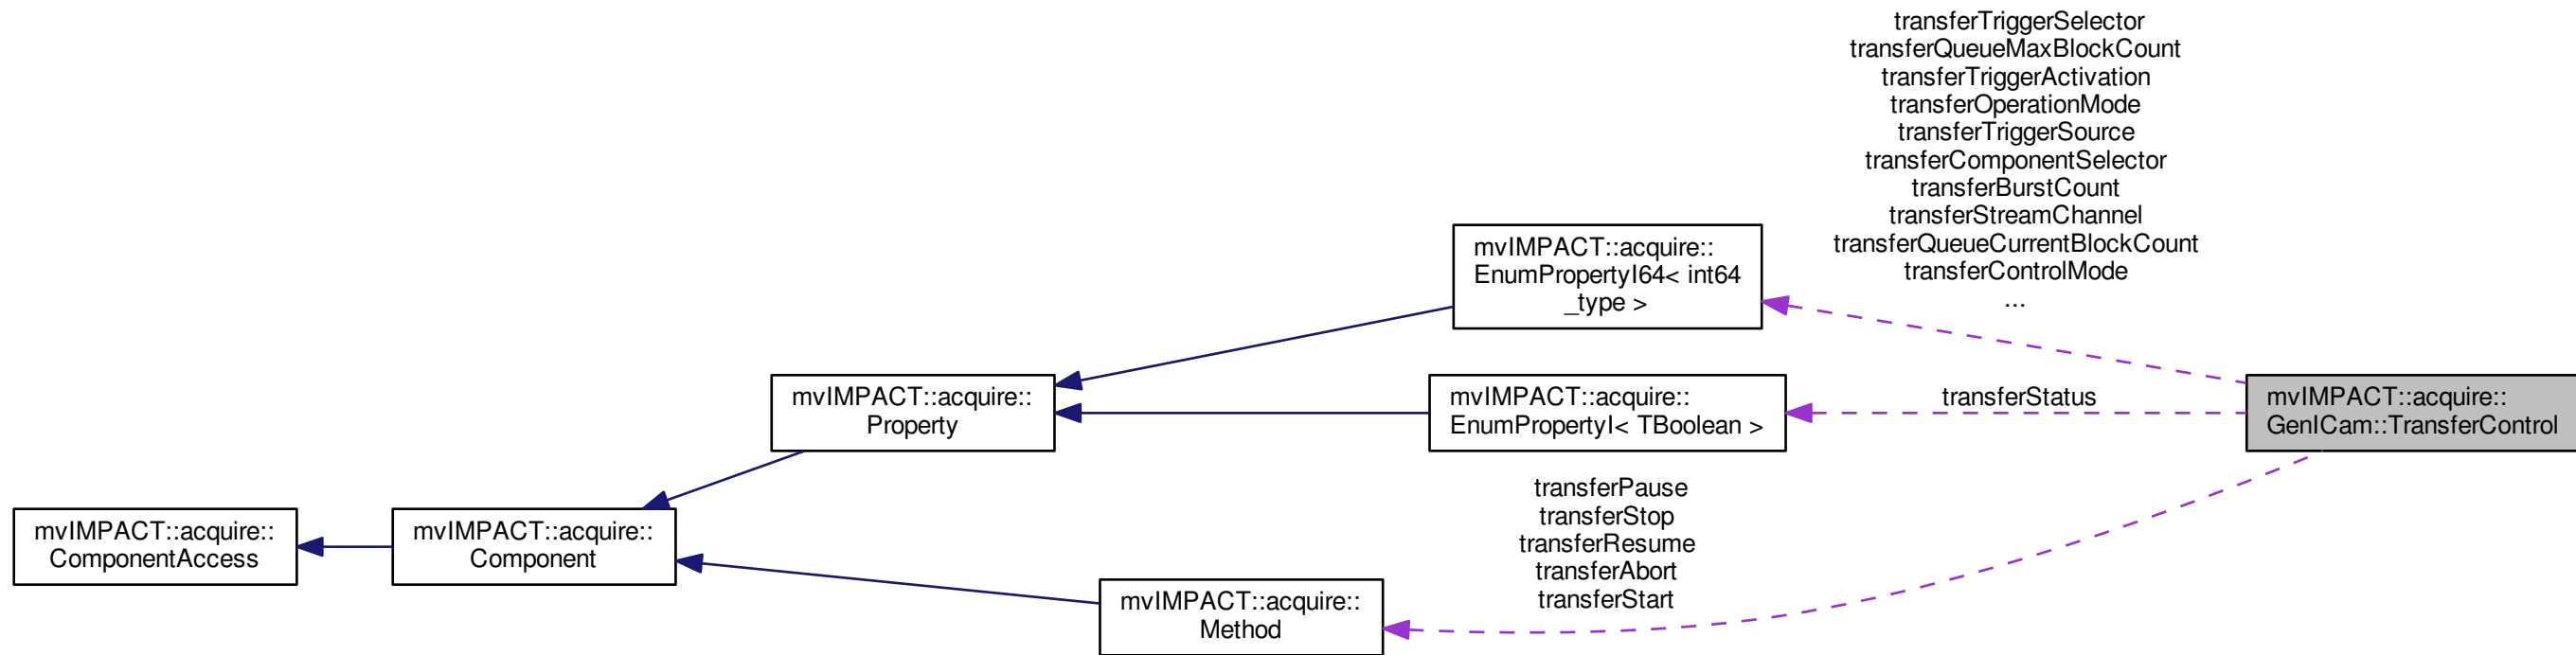 transferTriggerSelector
transferQueueMaxBlockCount
transferTriggerActivation
transferOperationMode
transferTriggerSource
transferComponentSelector
transferBurstCount
transferStreamChannel
transferQueueCurrentBlockCount
transferControlMode
...
mvIMPACT::acquire::
EnumPropertyI64< int64
_type >
mvIMPACT::acquire::
Property
mvIMPACT::acquire::
EnumPropertyI< TBoolean >
transferStatus
mvIMPACT::acquire::
GenICam::TransferControl
transferPause
transferStop
transferResume
transferAbort
transferStart
mvIMPACT::acquire::
ComponentAccess
mvIMPACT::acquire::
Component
mvIMPACT::acquire::
Method